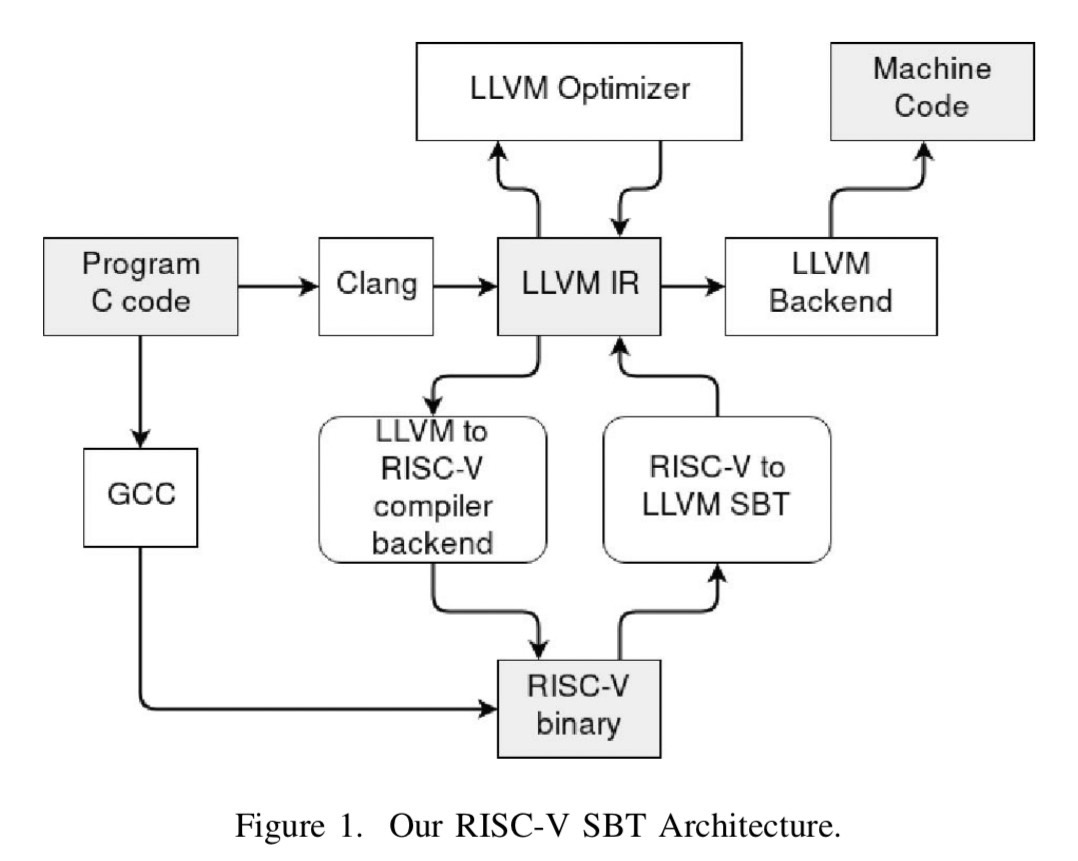 LLVM Optimizer
Machine
Code
Program
C code
Clang
LLVM IR
LLVM
Backend
GCC
LLVM to
RISC-V
compiler
backend
RISC-V to
LLVM SBT
RISC-V
binary
Figure 1. Our RISC-V SBT Architecture.